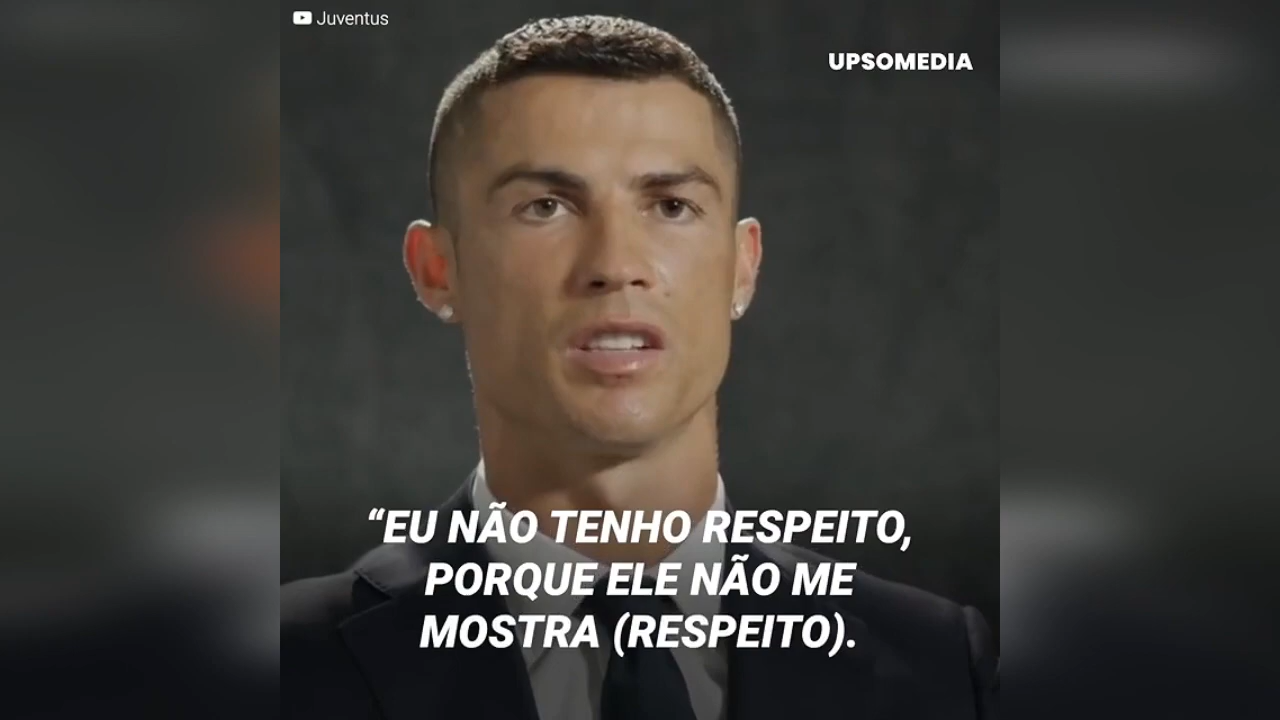 Juventus
UPSOMEDIA
“EU NÃO TENHO RESPEITO,
PORQUE ELE NÃO ME
MOSTRA (RESPEITO).